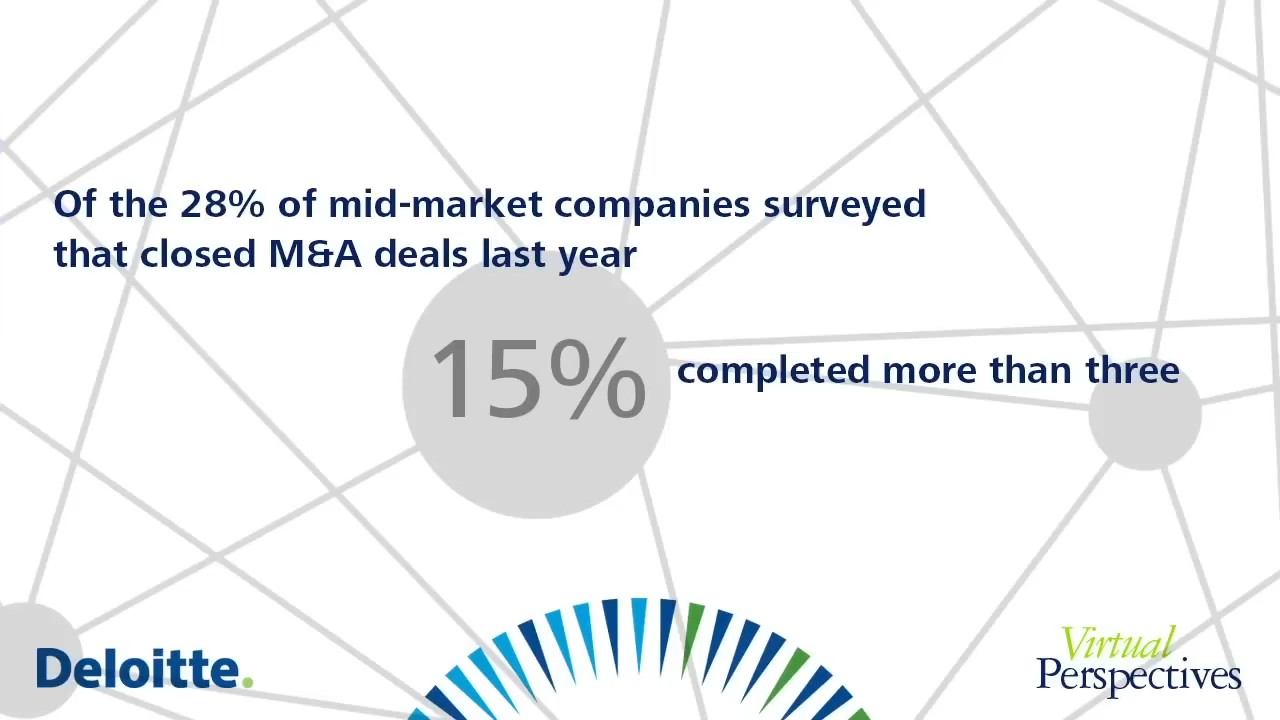 Of the 28% of mid-market companies surveyed
that closed M&A deals last year
15% completed more than three
Deloitte.
Virtual
Perspectives